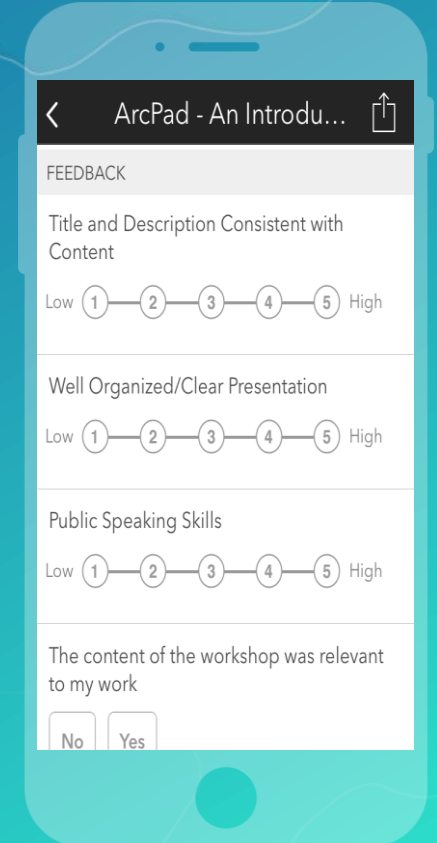 ArcPad - An Introdu...
FEEDBACK
Title and Description Consistent with
Content
Low 1 2 3 4 5 High
Well Organized/Clear Presentation
Low 1 2 3 4 5 High
Public Speaking Skills
Low 1 2 3 4 5 High
The content of the workshop was relevant
to my work
No Yes